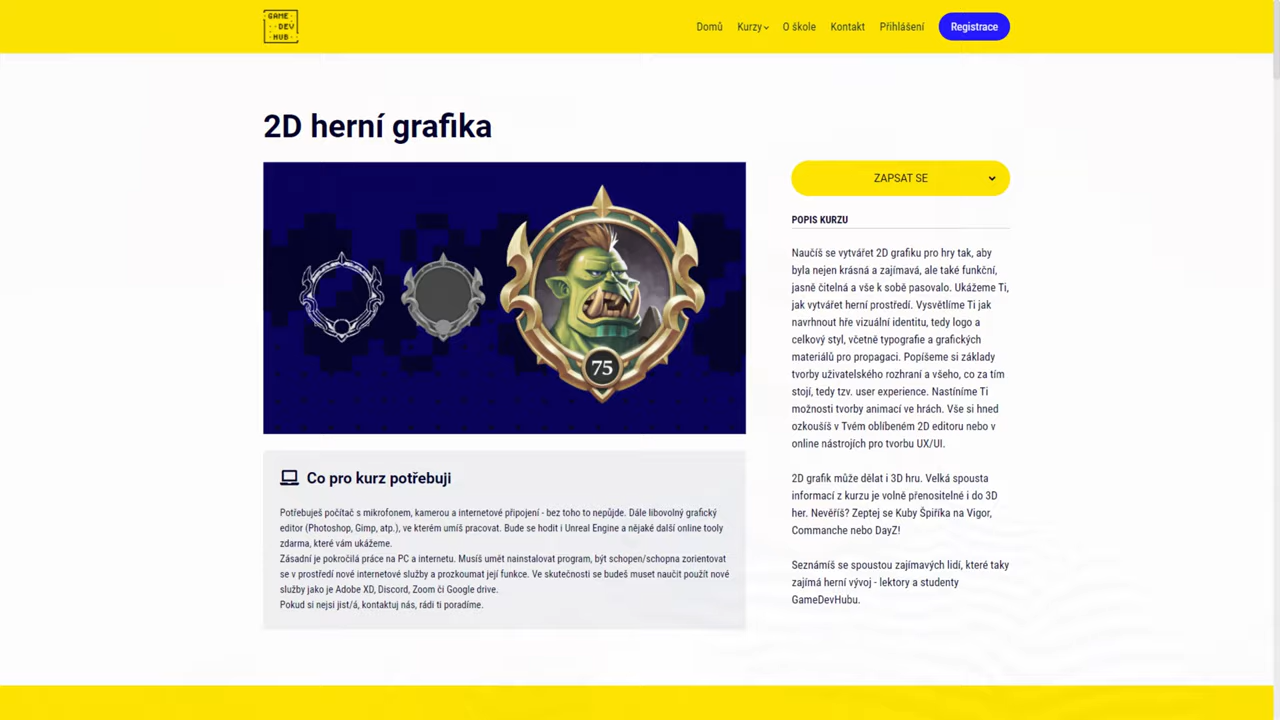 GAME
DEV
HUB
Domů Kurzy O škole Kontakt Přihlášení Registrace
2D herní grafika
75
Co pro kurz potřebuji
Potřebuješ počítač s mikrofonem, kamerou a internetové připojení - bez toho to nepůjde. Dále libovolný grafický
editor (Photoshop, Gimp, atp.), ve kterém umíš pracovat. Bude se hodit i Unreal Engine a nějaké další online tooly
zdarma, které vám ukážeme.
Zásadní je pokročilá práce na PC a internetu. Musíš umět nainstalovat program, být schopen/schopna zorientovat
se v prostředí nové internetové služby a prozkoumat její funkce. Ve skutečnosti se budeš muset naučit použít nové
služby jako je Adobe XD, Discord, Zoom či Google drive.
Pokud si nejsi jist/á, kontaktuj nás, rádi ti poradíme.
ZAPSAT SE
POPIS KURZU
Naučíš se vytvářet 2D grafiku pro hry tak, aby
byla nejen krásná a zajímavá, ale také funkční,
jasně čitelná a vše k sobě pasovalo. Ukážeme Ti,
jak vytvářet herní prostředí. Vysvětlíme Ti jak
navrhnout hře vizuální identitu, tedy logo a
celkový styl, včetně typografie a grafických
materiálů pro propagaci. Popíšeme si základy
tvorby uživatelského rozhraní a všeho, co za tím
stojí, tedy tzv. user experience. Nastíníme Ti
možnosti tvorby animací ve hrách. Vše si hned
ozkoušíš v Tvém oblíbeném 2D editoru nebo v
online nástrojích pro tvorbu UX/UI.
2D grafik může dělat i 3D hru. Velká spousta
informací z kurzu je volně přenositelné i do 3D
her. Nevěříš? Zeptej se Kuby Špiříka na Vigor,
Commanche nebo DayZ!
Seznámíš se spoustou zajímavých lidí, které taky
zajímá herní vývoj - lektory a studenty
GameDevHubu.